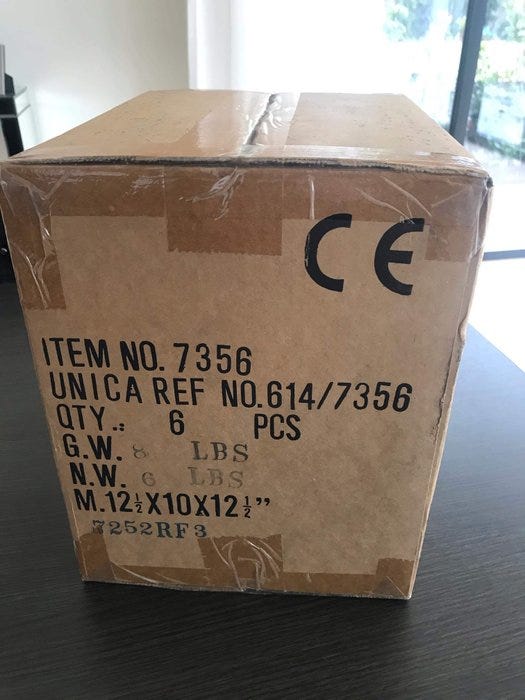 CE
ITEM NO. 7356
UNICA REF NO.614/7356
QTY.: 6 PCS
G.W. 8 LBS
N.W. 6 LBS
M.12½X10X12½"
7252RF3